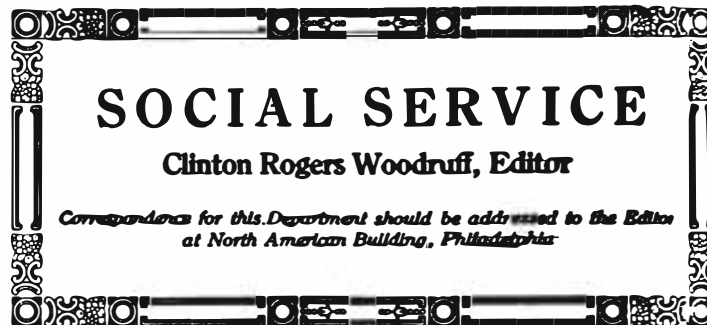 SOCIAL SERVICE
Clinton Rogers Woodruff, Editor
Correspondence for this Department should be addressed to the Editor
at North American Building, Philadelphia